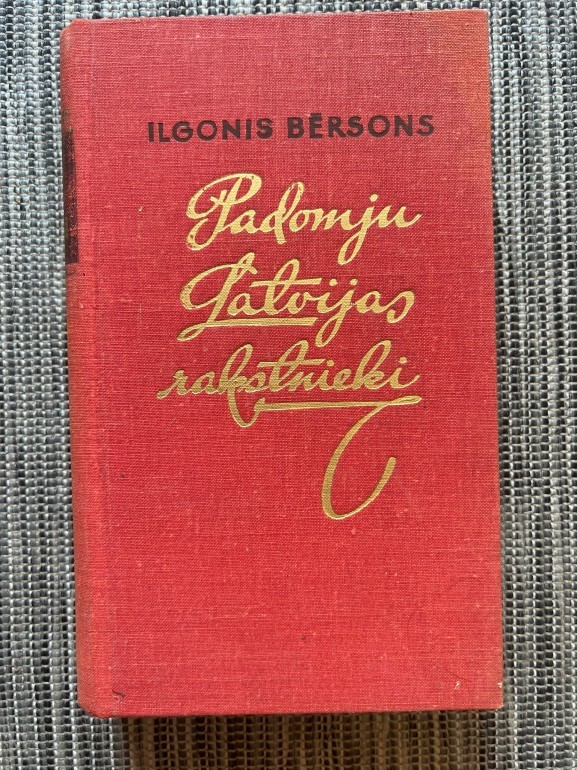 ILGONIS BĒRSONS
Padomju
Latvijas
rakstnieki